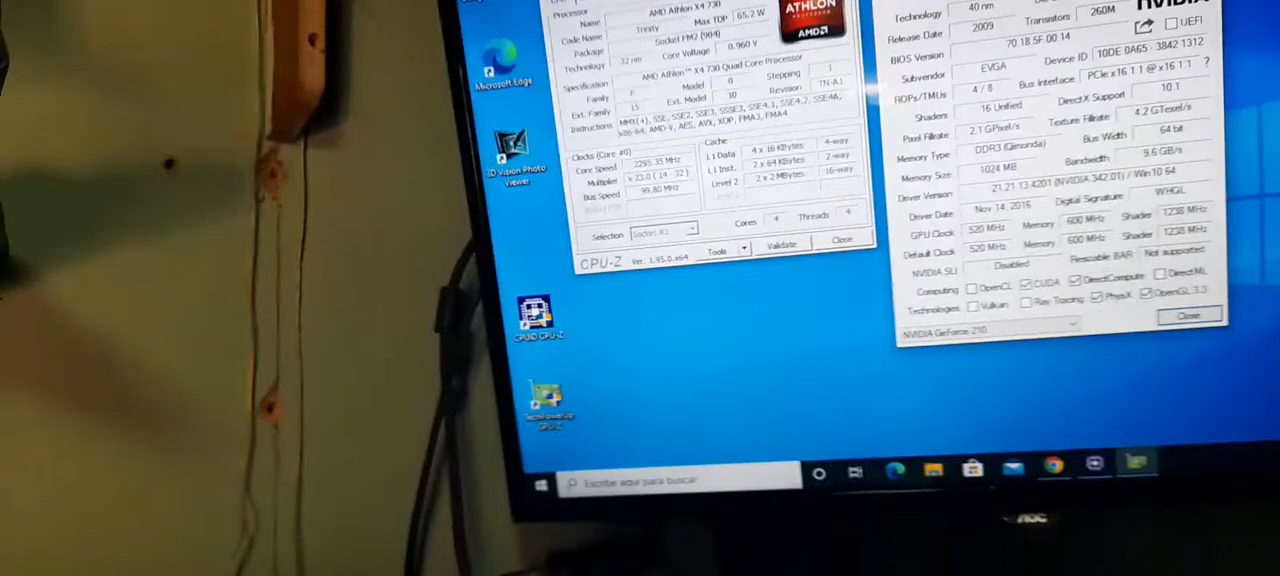 Processor
Name
AMD Athlon X4 730
Code Name
Trinity
Max TDP
65.2 W
Package
Socket FM2 (904)
Technology
32 nm
Core Voltage
0.960 V
Specification
AMD Athlon™ X4 730 Quad Core Processor
Family
F
Model
0
Stepping
1
Ext. Family
15
Ext. Model
10
Revision
TN-A1
Instructions
MMX(+), SSE, SSE2, SSE3, SSSE3, SSE4.1, SSE4.2, SSE4A,
x86-64, AMD-V, AES, AVX, XOP, FMA3, FMA4
Clocks (Core #0)
Core Speed
2295.35 MHz
Multiplier
x 23.0 ( 14 - 32 )
Bus Speed
99.80 MHz
Cache
L1 Data
4 x 16 KBytes
4-way
L1 Inst.
2 x 64 KBytes
2-way
Level 2
2 x 2 MBytes
16-way
Selection
Socket #1
Cores
4
Threads
4
CPU-Z
Ver. 1.95.0.x64
Tools
Validate
Close
ATHLON
AMD
Technology
40 nm
Release Date
2009
Transistors
260M
NVIDIA
BIOS Version
70.18.5F.00.14
UEFI
Subvendor
EVGA
Device ID
10DE 0A65 - 3842 1312
ROPs/TMUs
4 / 8
Bus Interface
PCIe x16 1.1 @ x16 1.1
?
Shaders
16 Unified
DirectX Support
10.1
Pixel Fillrate
2.1 GPixel/s
Texture Fillrate
4.2 GTexel/s
Memory Type
DDR3 (Qimonda)
Bus Width
64 bit
Memory Size
1024 MB
Bandwidth
9.6 GB/s
Driver Version
21.21.13.4201 (NVIDIA 342.01) / Win10 64
Driver Date
Nov 14, 2016
Digital Signature
WHQL
GPU Clock
520 MHz
Memory
600 MHz
Shader
1238 MHz
Default Clock
520 MHz
Memory
600 MHz
Shader
1238 MHz
NVIDIA SLI
Disabled
Resizable BAR
Not supported
Computing
OpenCL
CUDA
DirectCompute
DirectML
Technologies
Vulkan
Ray Tracing
PhysX
OpenGL 3.3
NVIDIA GeForce 210
Close
Microsoft Edge
3D Vision Photo
Viewer
CPUID CPU-Z
TechPowerUp
GPU-Z
Escribe aquí para buscar
AOC